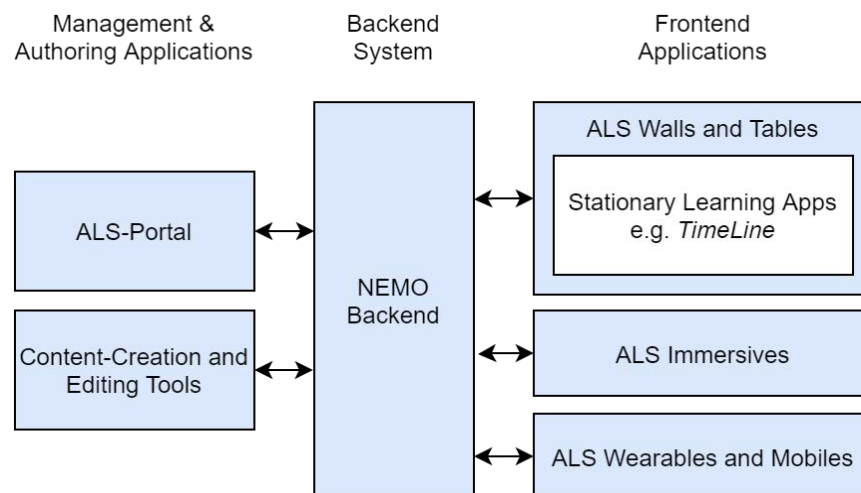 Management &
Authoring Applications
Backend
System
Frontend
Applications
ALS-Portal
Content-Creation and
Editing Tools
NEMO
Backend
ALS Walls and Tables
Stationary Learning Apps
e.g. TimeLine
ALS Immersives
ALS Wearables and Mobiles